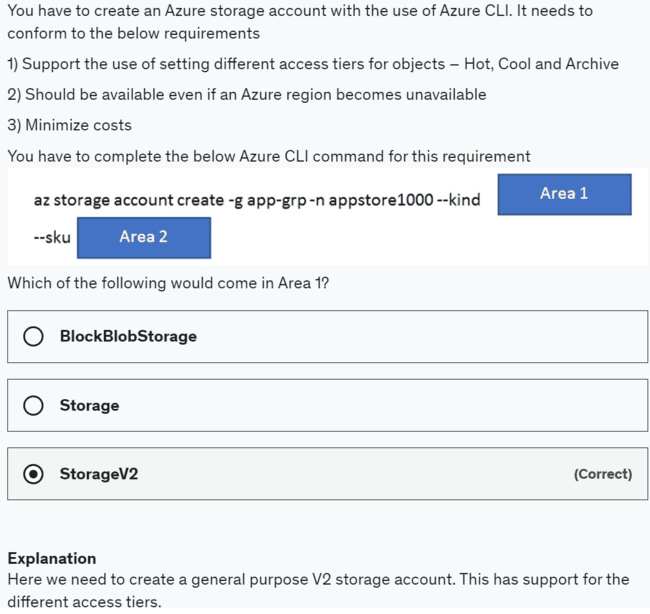 You have to create an Azure storage account with the use of Azure CLI. It needs to
conform to the below requirements
1) Support the use of setting different access tiers for objects – Hot, Cool and Archive
2) Should be available even if an Azure region becomes unavailable
3) Minimize costs
You have to complete the below Azure CLI command for this requirement
az storage account create -g app-grp -n appstore1000 --kind Area 1
--sku Area 2
Which of the following would come in Area 1?
BlockBlobStorage
Storage
StorageV2 (Correct)
Explanation
Here we need to create a general purpose V2 storage account. This has support for the
different access tiers.